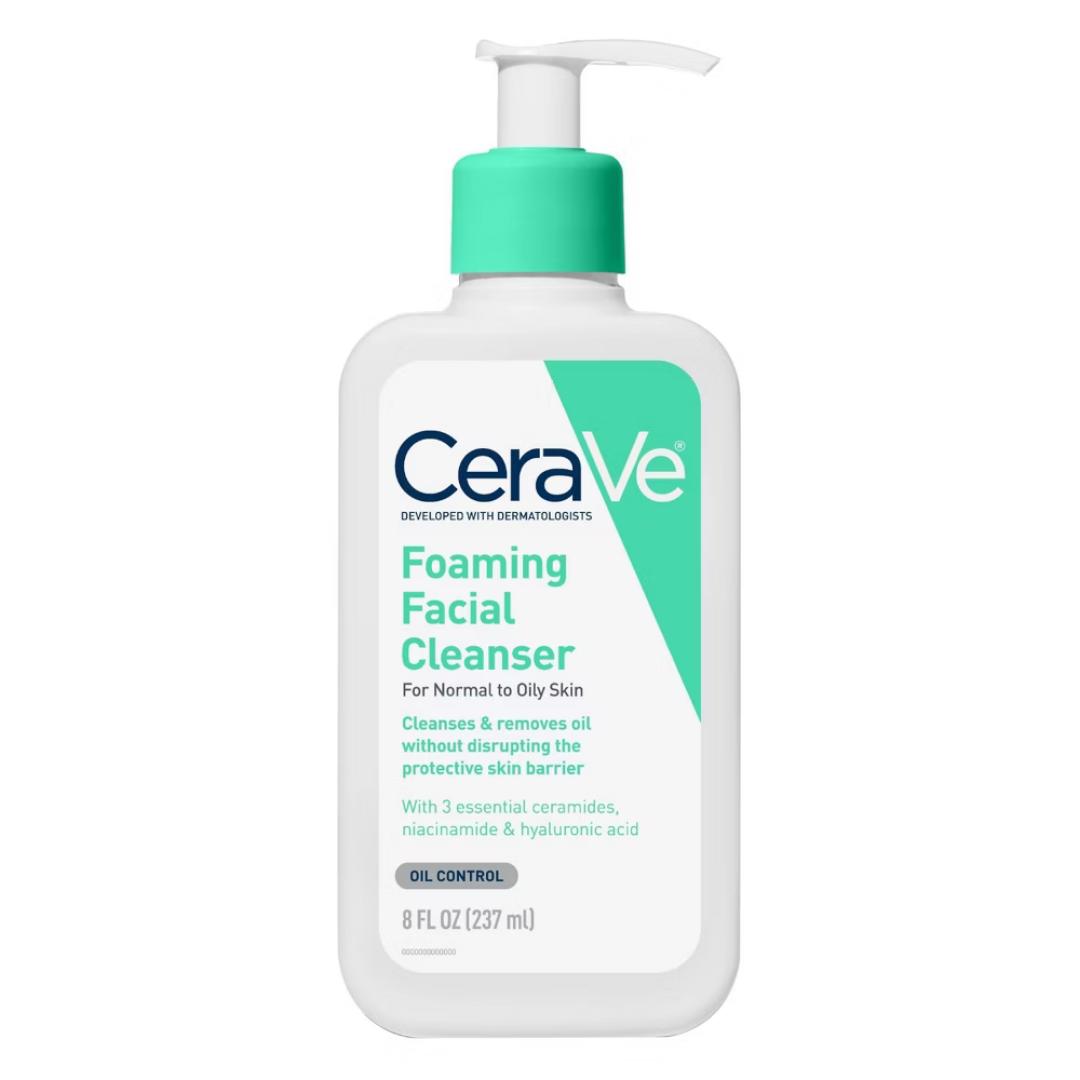 CeraVe®
DEVELOPED WITH DERMATOLOGISTS
Foaming
Facial
Cleanser
For Normal to Oily Skin
Cleanses & removes oil
without disrupting the
protective skin barrier
With 3 essential ceramides,
niacinamide & hyaluronic acid
OIL CONTROL
8 FL OZ (237 ml)